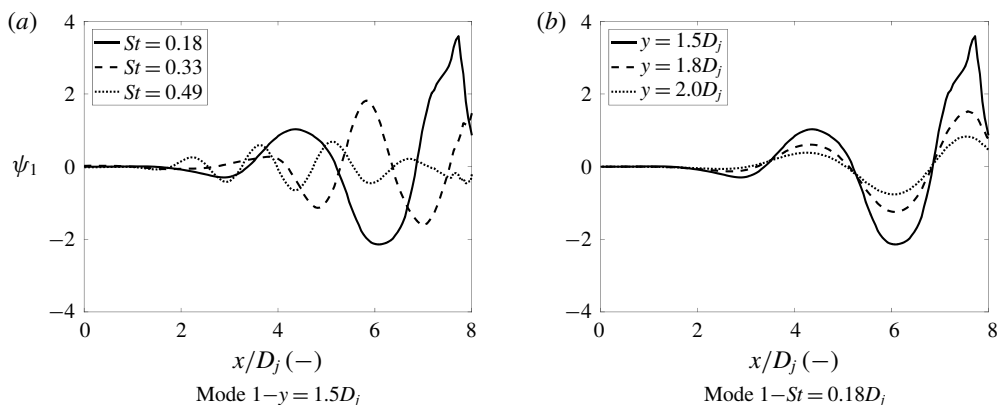 (a)
4
2
0
−2
−4
ψ1
St = 0.18
St = 0.33
St = 0.49
0 2 4 6 8
x/Dj (−)
Mode 1−y = 1.5Dj
(b)
4
2
0
−2
−4
y = 1.5Dj
y = 1.8Dj
y = 2.0Dj
0 2 4 6 8
x/Dj (−)
Mode 1−St = 0.18Dj